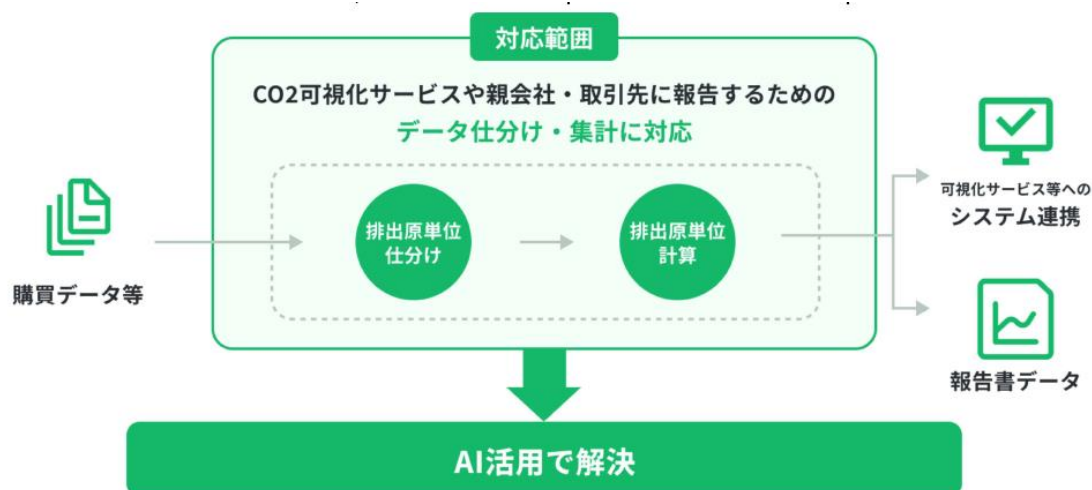 対応範囲
CO2可視化サービスや親会社・取引先に報告するための
データ仕分け・集計に対応
購買データ等
排出原単位
仕分け
排出原単位
計算
可視化サービス等への
システム連携
報告書データ
AI活用で解決